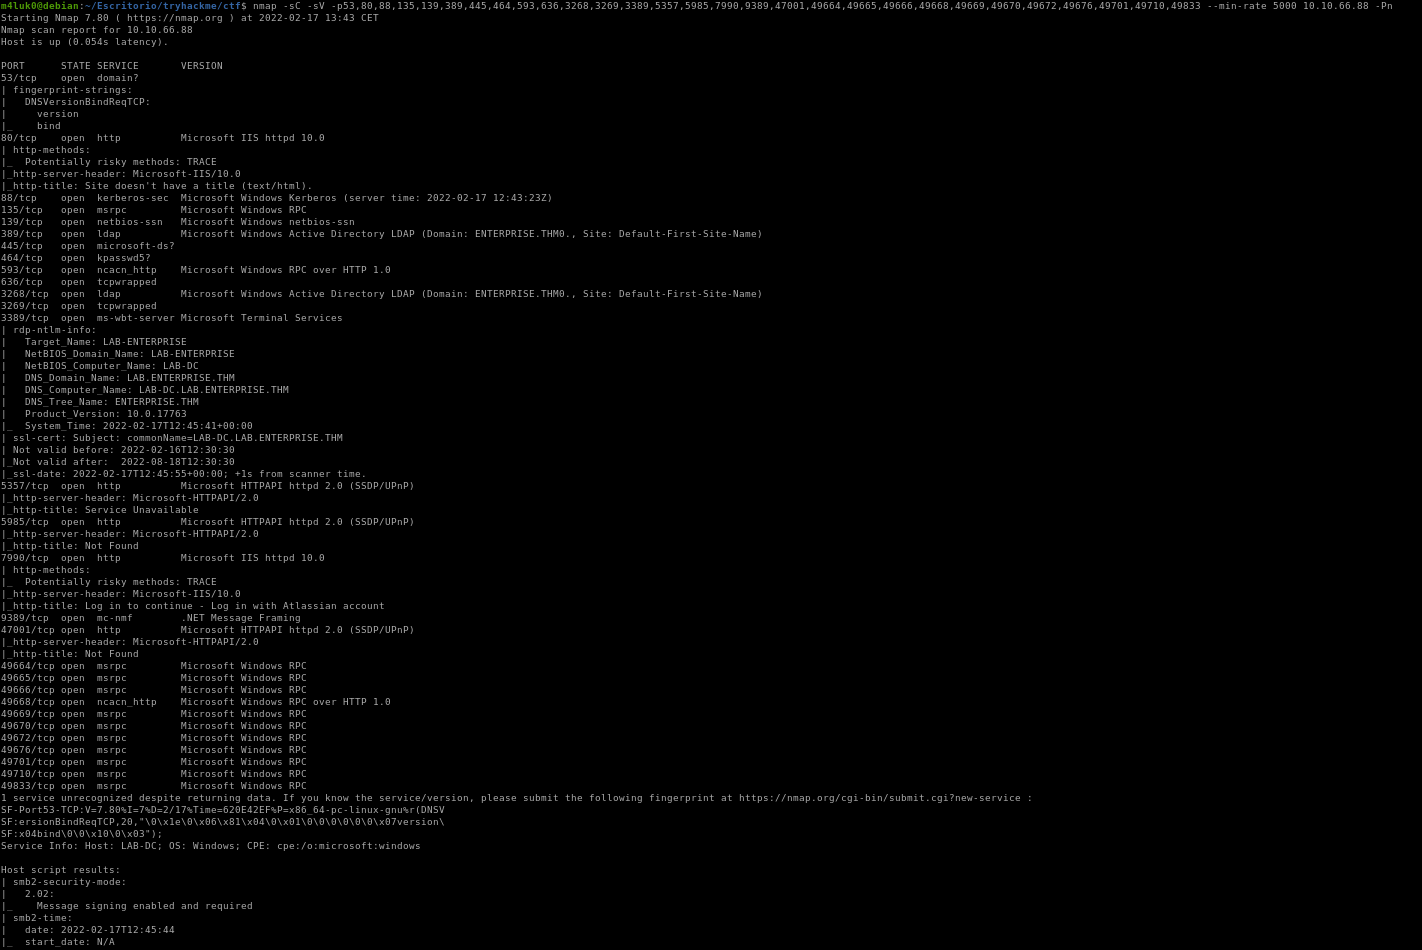 m4luk0@debian:~/Escritorio/tryhackme/ctf$ nmap -sC -sV -p53,80,88,135,139,389,445,464,593,636,3268,3269,3389,5357,5985,7990,9389,47001,49664,49665,49666,49668,49669,49670,49672,49676,49701,49710,49833 --min-rate 5000 10.10.66.88 -Pn
Starting Nmap 7.80 ( https://nmap.org ) at 2022-02-17 13:43 CET
Nmap scan report for 10.10.66.88
Host is up (0.054s latency).

PORT      STATE SERVICE       VERSION
53/tcp    open  domain?
| fingerprint-strings:
|   DNSVersionBindReqTCP:
|     version
|_    bind
80/tcp    open  http          Microsoft IIS httpd 10.0
| http-methods:
|_  Potentially risky methods: TRACE
|_http-server-header: Microsoft-IIS/10.0
|_http-title: Site doesn't have a title (text/html).
88/tcp    open  kerberos-sec  Microsoft Windows Kerberos (server time: 2022-02-17 12:43:23Z)
135/tcp   open  msrpc         Microsoft Windows RPC
139/tcp   open  netbios-ssn   Microsoft Windows netbios-ssn
389/tcp   open  ldap          Microsoft Windows Active Directory LDAP (Domain: ENTERPRISE.THM0., Site: Default-First-Site-Name)
445/tcp   open  microsoft-ds?
464/tcp   open  kpasswd5?
593/tcp   open  ncacn_http    Microsoft Windows RPC over HTTP 1.0
636/tcp   open  tcpwrapped
3268/tcp  open  ldap          Microsoft Windows Active Directory LDAP (Domain: ENTERPRISE.THM0., Site: Default-First-Site-Name)
3269/tcp  open  tcpwrapped
3389/tcp  open  ms-wbt-server Microsoft Terminal Services
| rdp-ntlm-info:
|   Target_Name: LAB-ENTERPRISE
|   NetBIOS_Domain_Name: LAB-ENTERPRISE
|   NetBIOS_Computer_Name: LAB-DC
|   DNS_Domain_Name: LAB.ENTERPRISE.THM
|   DNS_Computer_Name: LAB-DC.LAB.ENTERPRISE.THM
|   DNS_Tree_Name: ENTERPRISE.THM
|   Product_Version: 10.0.17763
|_  System_Time: 2022-02-17T12:45:41+00:00
| ssl-cert: Subject: commonName=LAB-DC.LAB.ENTERPRISE.THM
| Not valid before: 2022-02-16T12:30:30
|_Not valid after:  2022-08-18T12:30:30
|_ssl-date: 2022-02-17T12:45:55+00:00; +1s from scanner time.
5357/tcp  open  http          Microsoft HTTPAPI httpd 2.0 (SSDP/UPnP)
|_http-server-header: Microsoft-HTTPAPI/2.0
|_http-title: Service Unavailable
5985/tcp  open  http          Microsoft HTTPAPI httpd 2.0 (SSDP/UPnP)
|_http-server-header: Microsoft-HTTPAPI/2.0
|_http-title: Not Found
7990/tcp  open  http          Microsoft IIS httpd 10.0
| http-methods:
|_  Potentially risky methods: TRACE
|_http-server-header: Microsoft-IIS/10.0
|_http-title: Log in to continue - Log in with Atlassian account
9389/tcp  open  mc-nmf        .NET Message Framing
47001/tcp open  http          Microsoft HTTPAPI httpd 2.0 (SSDP/UPnP)
|_http-server-header: Microsoft-HTTPAPI/2.0
|_http-title: Not Found
49664/tcp open  msrpc         Microsoft Windows RPC
49665/tcp open  msrpc         Microsoft Windows RPC
49666/tcp open  msrpc         Microsoft Windows RPC
49668/tcp open  ncacn_http    Microsoft Windows RPC over HTTP 1.0
49669/tcp open  msrpc         Microsoft Windows RPC
49670/tcp open  msrpc         Microsoft Windows RPC
49672/tcp open  msrpc         Microsoft Windows RPC
49676/tcp open  msrpc         Microsoft Windows RPC
49701/tcp open  msrpc         Microsoft Windows RPC
49710/tcp open  msrpc         Microsoft Windows RPC
49833/tcp open  msrpc         Microsoft Windows RPC
1 service unrecognized despite returning data. If you know the service/version, please submit the following fingerprint at https://nmap.org/cgi-bin/submit.cgi?new-service :
SF-Port53-TCP:V=7.80%I=7%D=2/17%Time=620E42EF%P=x86_64-pc-linux-gnu%r(DNSV
SF:ersionBindReqTCP,20,"\0\x1e\0\x06\x81\x04\0\x01\0\0\0\0\0\0\x07version\
SF:x04bind\0\0\x10\0\x03");
Service Info: Host: LAB-DC; OS: Windows; CPE: cpe:/o:microsoft:windows

Host script results:
| smb2-security-mode:
|   2.02:
|_    Message signing enabled and required
| smb2-time:
|   date: 2022-02-17T12:45:44
|_  start_date: N/A